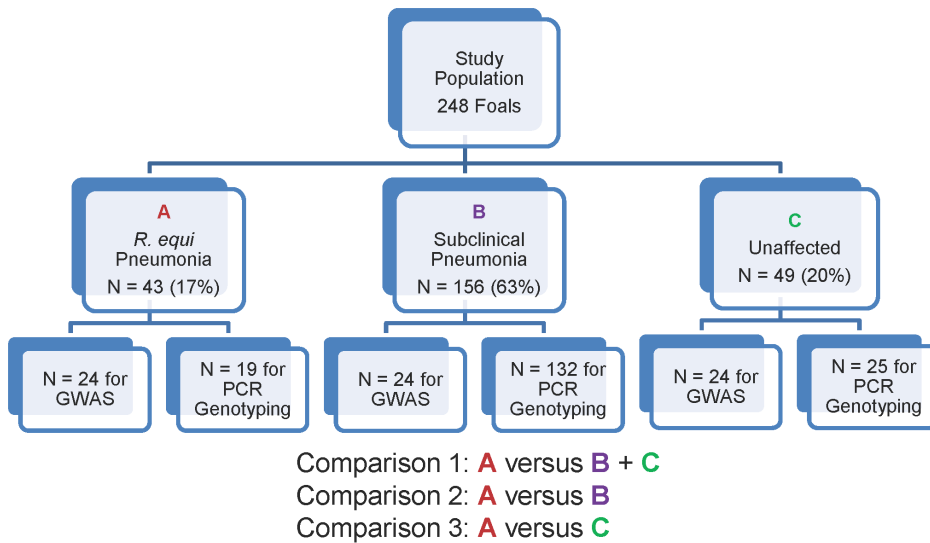 Study
Population
248 Foals
A
R. equi
Pneumonia
N = 43 (17%)
B
Subclinical
Pneumonia
N = 156 (63%)
C
Unaffected
N = 49 (20%)
N = 24 for
GWAS
N = 19 for
PCR
Genotyping
N = 24 for
GWAS
N = 132 for
PCR
Genotyping
N = 24 for
GWAS
N = 25 for
PCR
Genotyping
Comparison 1: A versus B + C
Comparison 2: A versus B
Comparison 3: A versus C